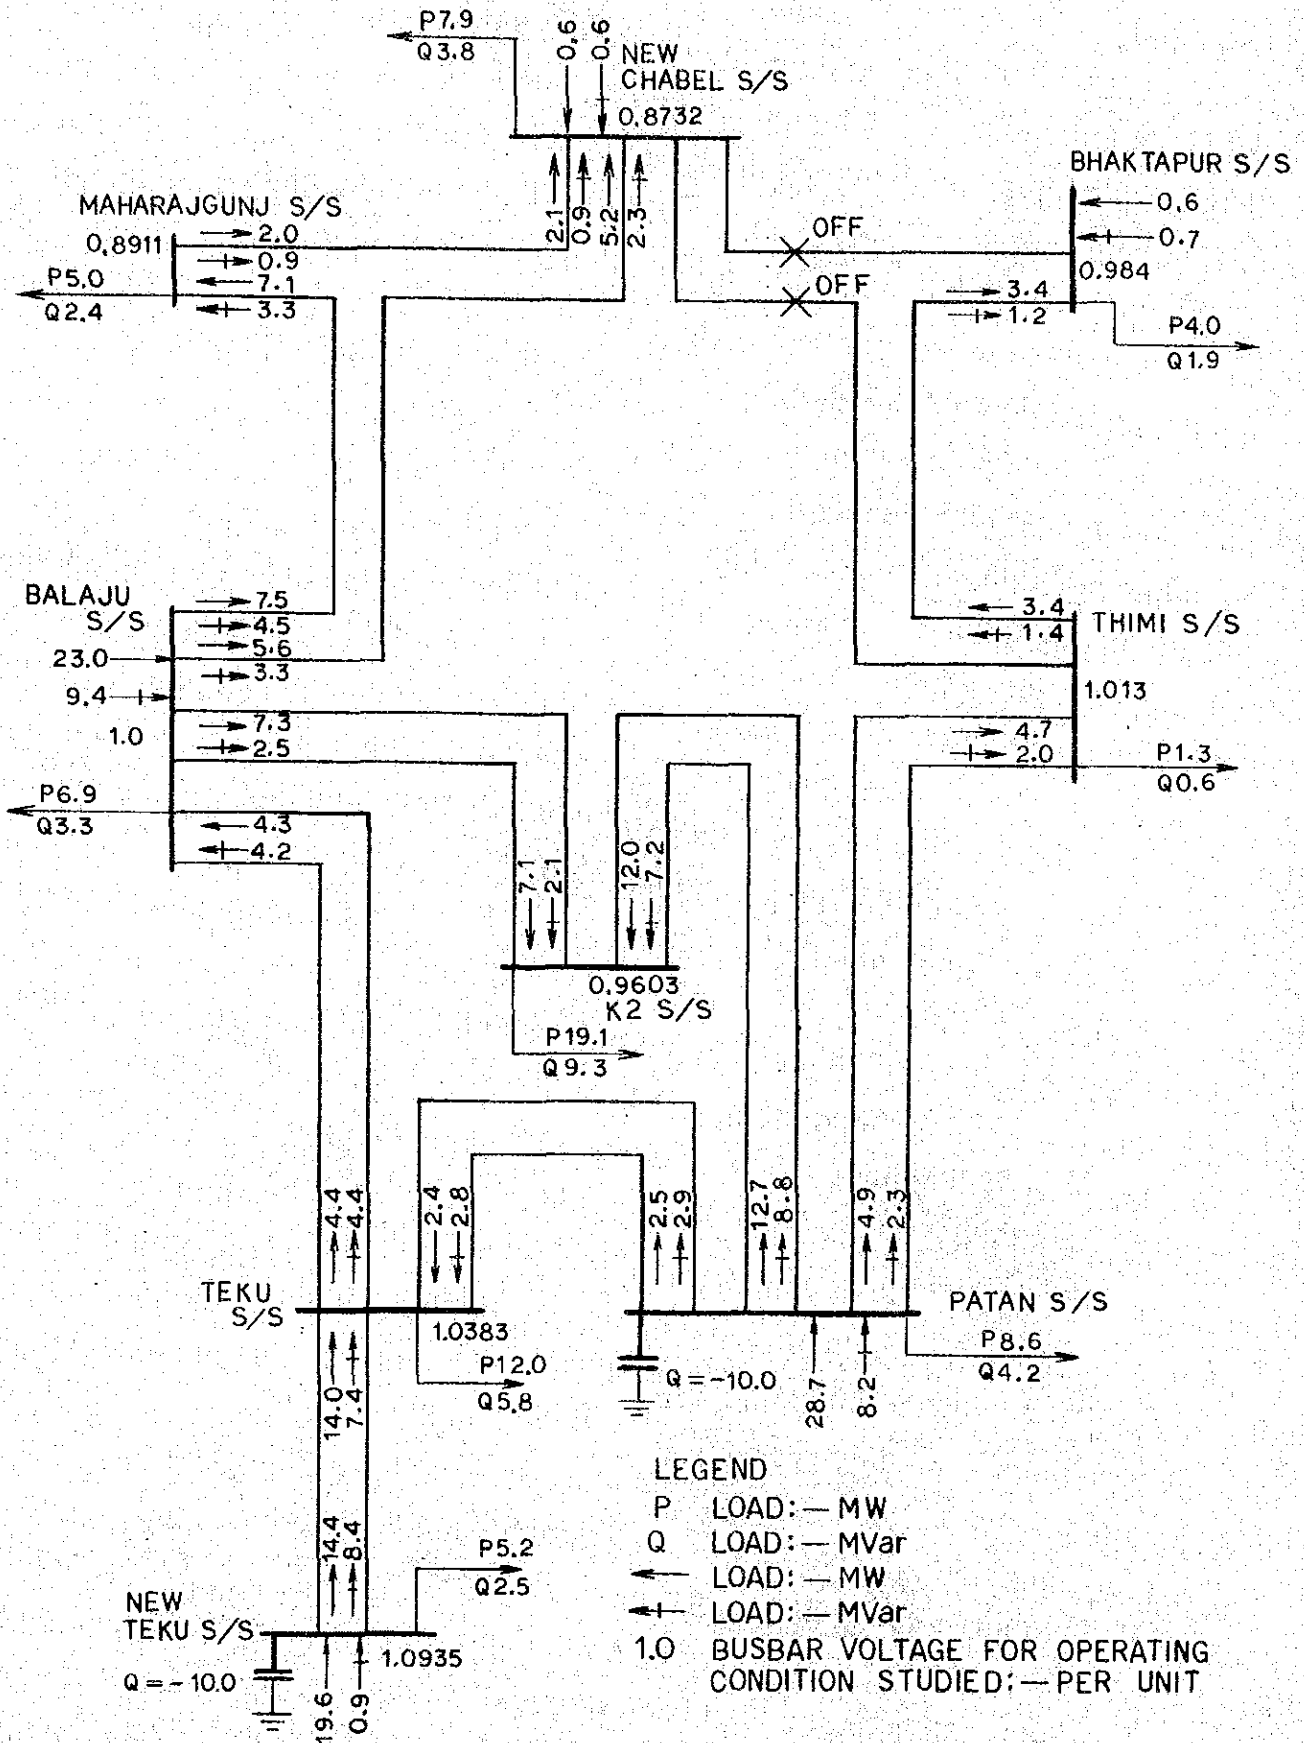 P7.9
Q3.8
0.6
0.6
NEW
CHABEL S/S
0.8732
2.1
0.9
5.2
2.3
MAHARAJGUNJ S/S
0.8911
2.0
0.9
7.1
3.3
P5.0
Q2.4
OFF
OFF
BHAKTAPUR S/S
0.6
0.7
0.984
3.4
1.2
P4.0
Q1.9
BALAJU
S/S
7.5
4.5
5.6
3.3
23.0
9.4
1.0
7.3
2.5
P6.9
Q3.3
4.3
4.2
3.4
1.4
THIMI S/S
1.013
4.7
2.0
P1.3
Q0.6
7.1
2.1
12.0
7.2
0.9603
K2 S/S
P19.1
Q9.3
4.4
4.4
2.4
2.8
2.5
2.9
12.7
8.8
4.9
2.3
TEKU
S/S
1.0383
P12.0
Q5.8
14.0
7.4
PATAN S/S
P8.6
Q4.2
Q=-10.0
28.7
8.2
14.4
8.4
P5.2
Q2.5
NEW
TEKU S/S
1.0935
Q=-10.0
19.6
0.9
LEGEND
P LOAD:— MW
Q LOAD:— MVar
LOAD:— MW
LOAD:— MVar
1.0 BUSBAR VOLTAGE FOR OPERATING
CONDITION STUDIED:—PER UNIT